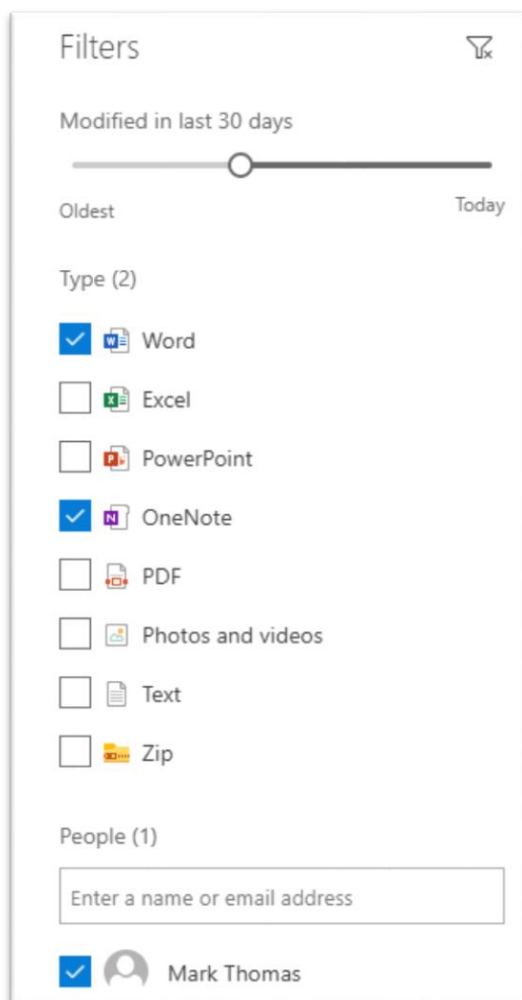 Filters
Modified in last 30 days
Oldest
Today
Type (2)
Word
Excel
PowerPoint
OneNote
PDF
Photos and videos
Text
Zip
People (1)
Enter a name or email address
Mark Thomas